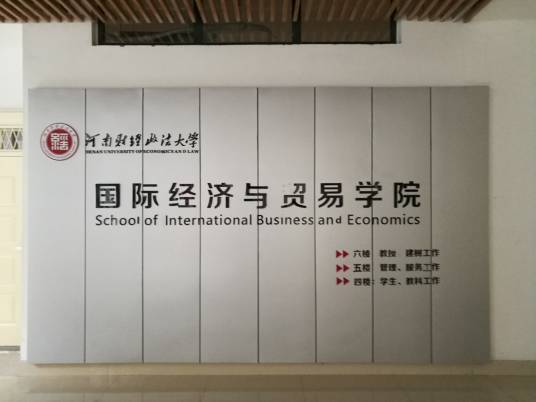 河南财经政法大学
HENAN UNIVERSITY OF ECONOMICS AND LAW
国际经济与贸易学院
School of International Business and Economics
六楼 教授 建树工作
五楼 管理、服务工作
四楼：学生、教科工作